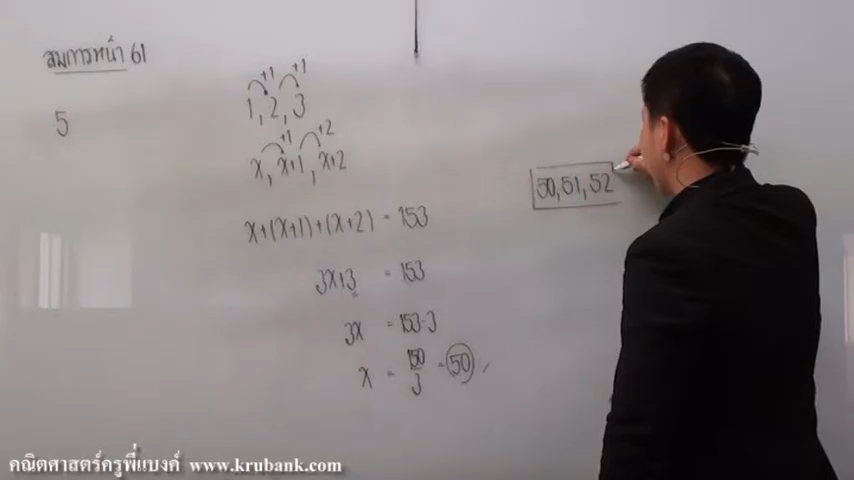 สมการหน้า 61
5
+1 +1
1, 2, 3
+1 +2
x, x+1, x+2
x+(x+1)+(x+2) = 153
3x+3 = 153
3x = 153-3
x = 150/3 = 50
50, 51, 52
คณิตศาสตร์ครูพี่แบงค์ www.krubank.com